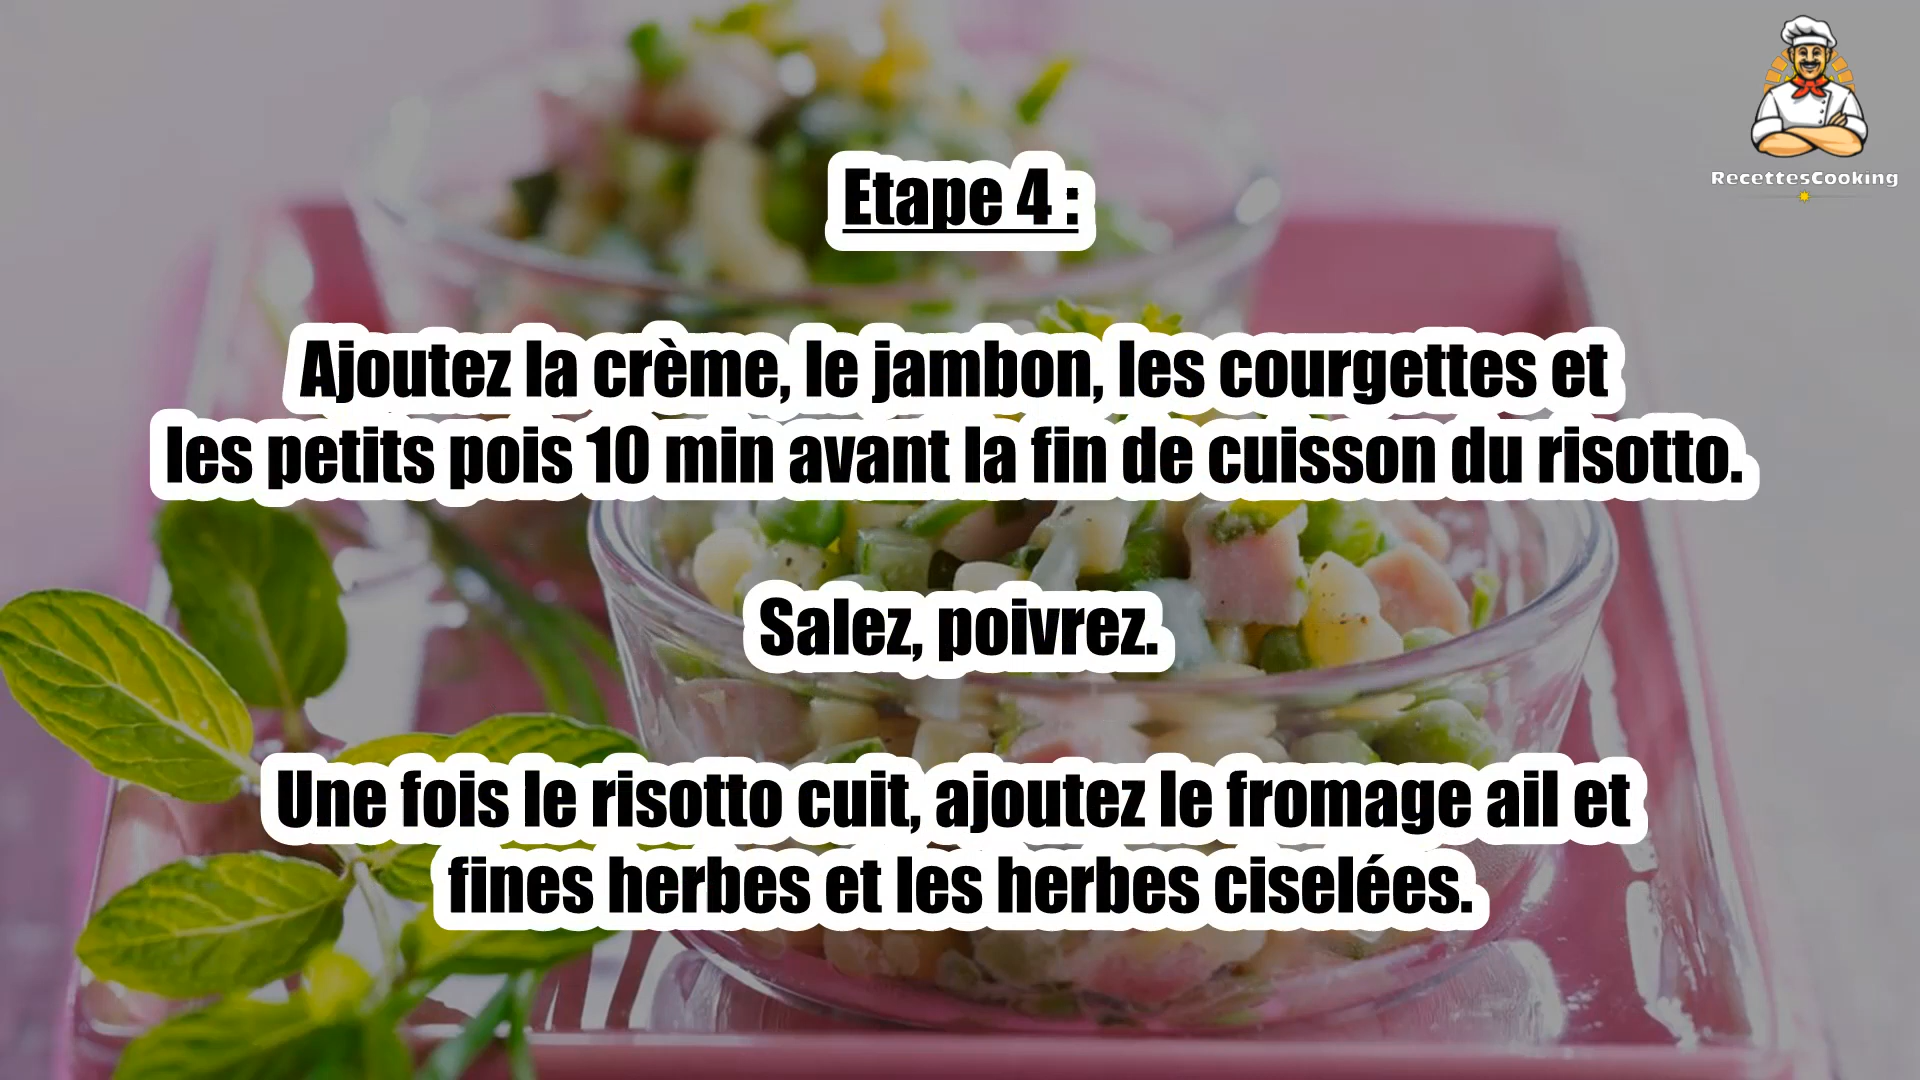 RecettesCooking
Etape 4 :
Ajoutez la crème, le jambon, les courgettes et
les petits pois 10 min avant la fin de cuisson du risotto.
Salez, poivrez.
Une fois le risotto cuit, ajoutez le fromage ail et
fines herbes et les herbes ciselées.